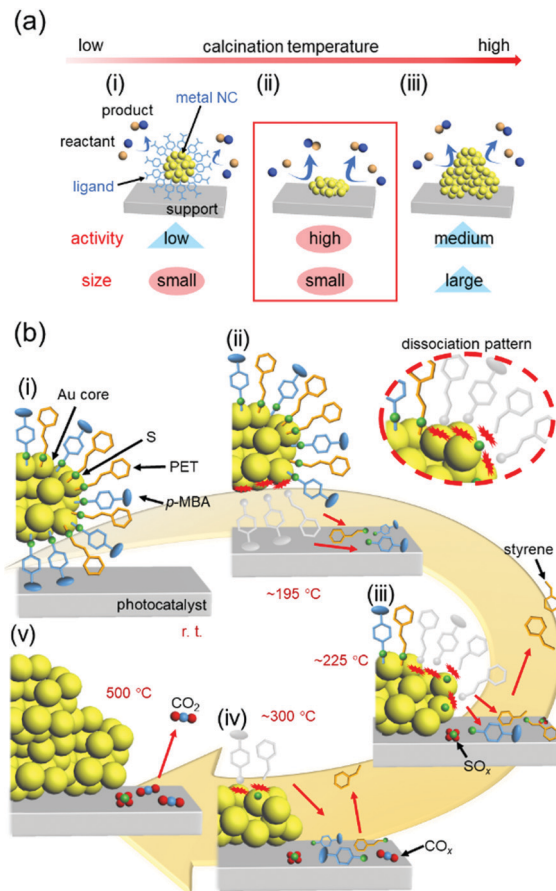 (a)
low calcination temperature high
(i) (ii) (iii)
product metal NC
reactant
ligand
support
activity low high medium
size small small large
(b)
(i) (ii) dissociation pattern
Au core
S
PET
p-MBA
photocatalyst
r. t.
~195 °C
styrene
(iii)
~225 °C
SOx
(v)
500 °C
CO2
(iv) ~300 °C
COx